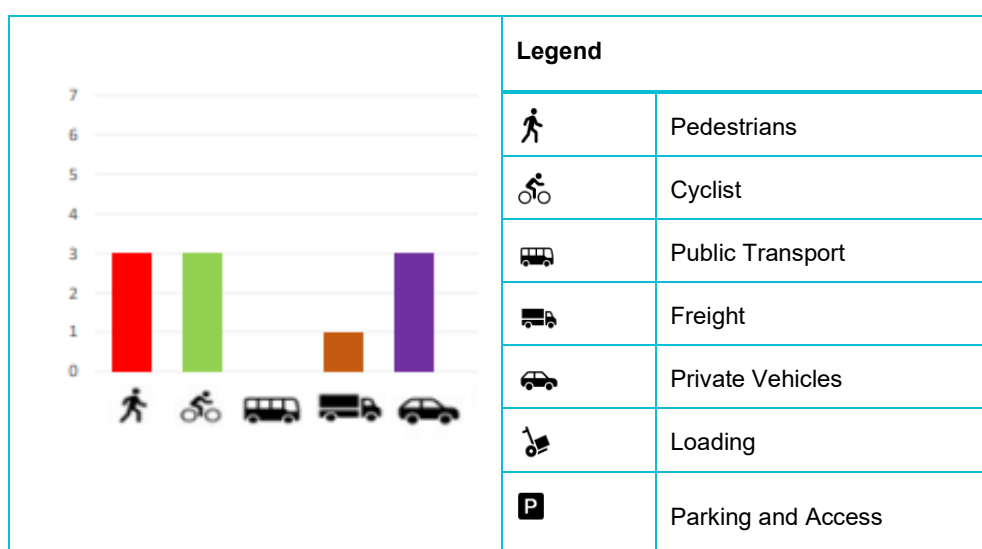 7
6
5
4
3
2
1
0
Legend
Pedestrians
Cyclist
Public Transport
Freight
Private Vehicles
Loading
P
Parking and Access